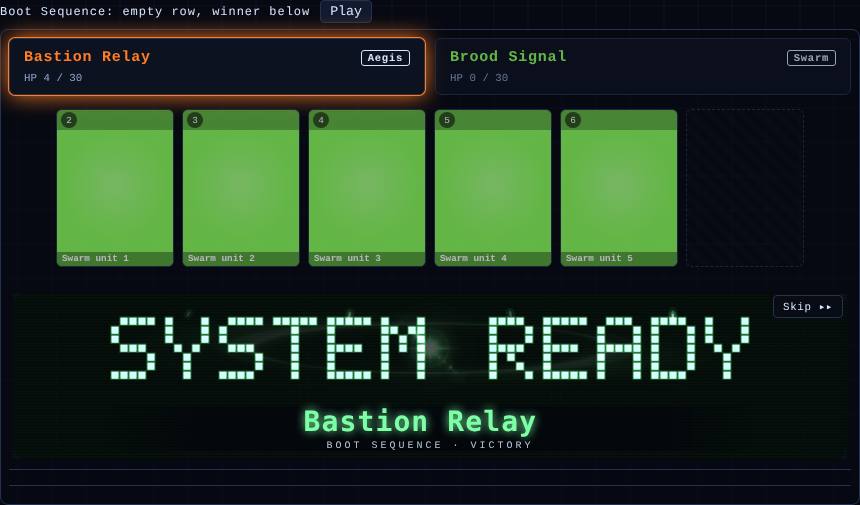 Boot Sequence: empty row, winner below Play
Bastion Relay Aegis
HP 4 / 30
Brood Signal Swarm
HP 0 / 30
2 3 4 5 6
Swarm unit 1 Swarm unit 2 Swarm unit 3 Swarm unit 4 Swarm unit 5
Skip ▸▸
SYSTEM READY
Bastion Relay
BOOT SEQUENCE · VICTORY